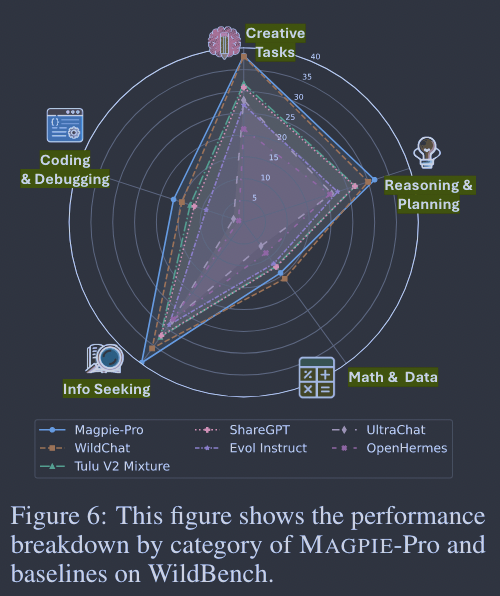 Creative
Tasks
40
35
30
25
20
15
10
5
Coding
& Debugging
Reasoning &
Planning
Info Seeking
Math & Data
Magpie-Pro
WildChat
Tulu V2 Mixture
ShareGPT
Evol Instruct
UltraChat
OpenHermes
Figure 6: This figure shows the performance
breakdown by category of MAGPIE-Pro and
baselines on WildBench.